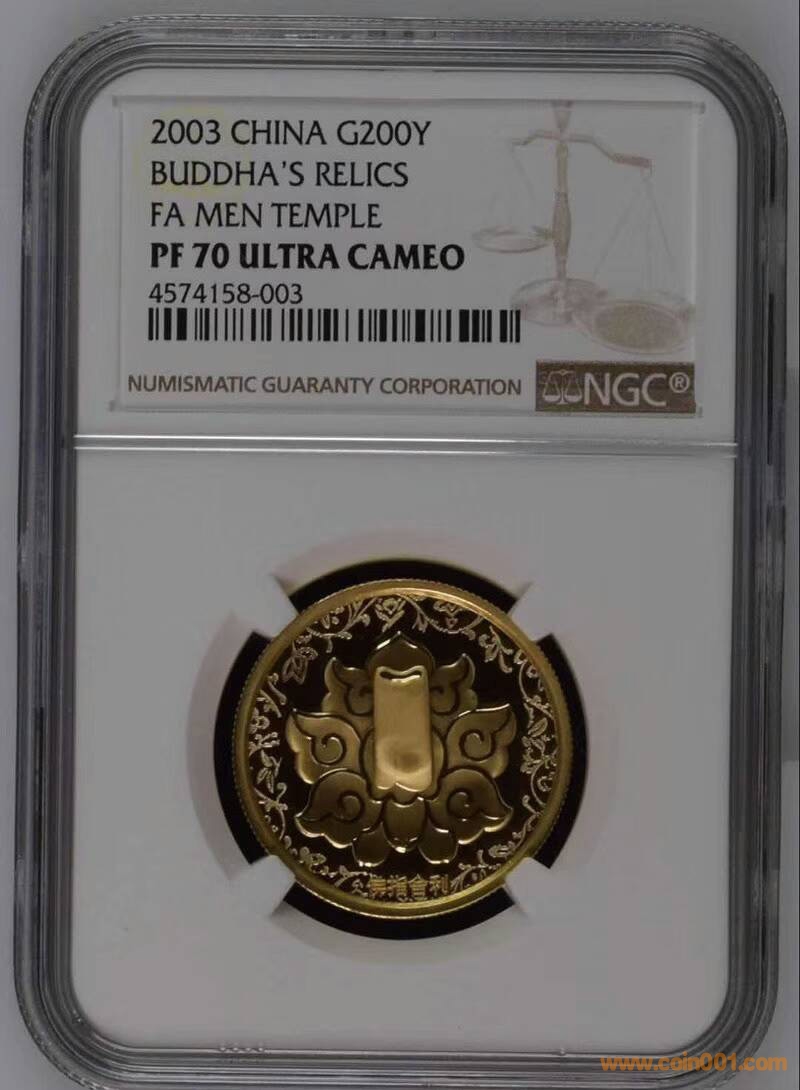 2003 CHINA G200Y
BUDDHA'S RELICS
FA MEN TEMPLE
PF 70 ULTRA CAMEO
4574158-003
NUMISMATIC GUARANTY CORPORATION NGC®
佛指舍利
www.coin001.com